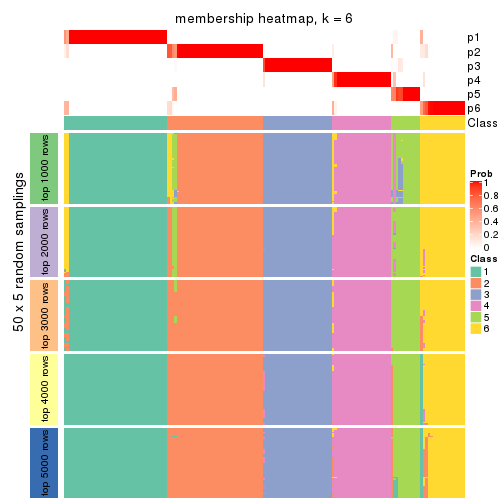 membership heatmap, k = 6
p1
p2
p3
p4
p5
p6
Class
50 x 5 random samplings
top 1000 rows
top 2000 rows
top 3000 rows
top 4000 rows
top 5000 rows
Prob
1
0.8
0.6
0.4
0.2
0
Class
1
2
3
4
5
6